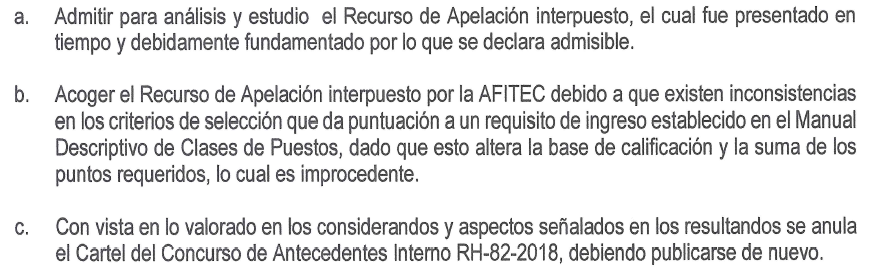 a. Admitir para análisis y estudio el Recurso de Apelación interpuesto, el cual fue presentado en
tiempo y debidamente fundamentado por lo que se declara admisible.
b. Acoger el Recurso de Apelación interpuesto por la AFITEC debido a que existen inconsistencias
en los criterios de selección que da puntuación a un requisito de ingreso establecido en el Manual
Descriptivo de Clases de Puestos, dado que esto altera la base de calificación y la suma de los
puntos requeridos, lo cual es improcedente.
c. Con vista en lo valorado en los considerandos y aspectos señalados en los resultandos se anula
el Cartel del Concurso de Antecedentes Interno RH-82-2018, debiendo publicarse de nuevo.